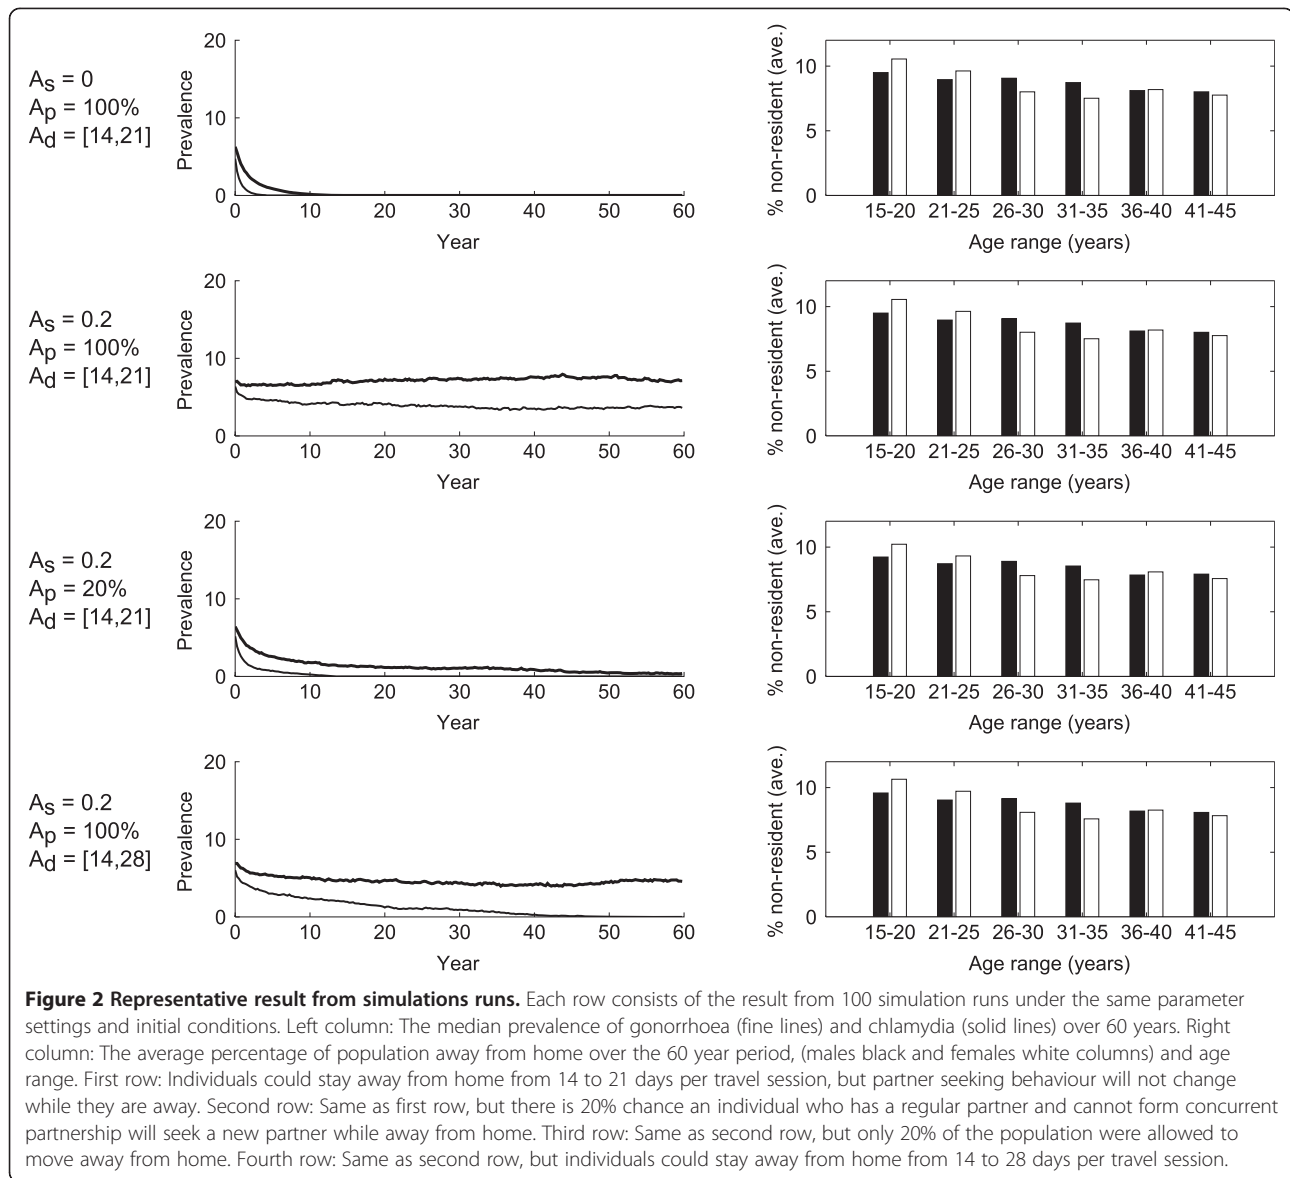 A_s = 0
A_p = 100%
A_d = [14,21]
20
10
0
Prevalence
0 10 20 30 40 50 60
Year
10
5
0
% non-resident (ave.)
15-20 21-25 26-30 31-35 36-40 41-45
Age range (years)
A_s = 0.2
A_p = 100%
A_d = [14,21]
20
10
0
Prevalence
0 10 20 30 40 50 60
Year
10
5
0
% non-resident (ave.)
15-20 21-25 26-30 31-35 36-40 41-45
Age range (years)
A_s = 0.2
A_p = 20%
A_d = [14,21]
20
10
0
Prevalence
0 10 20 30 40 50 60
Year
10
5
0
% non-resident (ave.)
15-20 21-25 26-30 31-35 36-40 41-45
Age range (years)
A_s = 0.2
A_p = 100%
A_d = [14,28]
20
10
0
Prevalence
0 10 20 30 40 50 60
Year
10
5
0
% non-resident (ave.)
15-20 21-25 26-30 31-35 36-40 41-45
Age range (years)
Figure 2 Representative result from simulations runs. Each row consists of the result from 100 simulation runs under the same parameter
settings and initial conditions. Left column: The median prevalence of gonorrhoea (fine lines) and chlamydia (solid lines) over 60 years. Right
column: The average percentage of population away from home over the 60 year period, (males black and females white columns) and age
range. First row: Individuals could stay away from home from 14 to 21 days per travel session, but partner seeking behaviour will not change
while they are away. Second row: Same as first row, but there is 20% chance an individual who has a regular partner and cannot form concurrent
partnership will seek a new partner while away from home. Third row: Same as second row, but only 20% of the population were allowed to
move away from home. Fourth row: Same as second row, but individuals could stay away from home from 14 to 28 days per travel session.